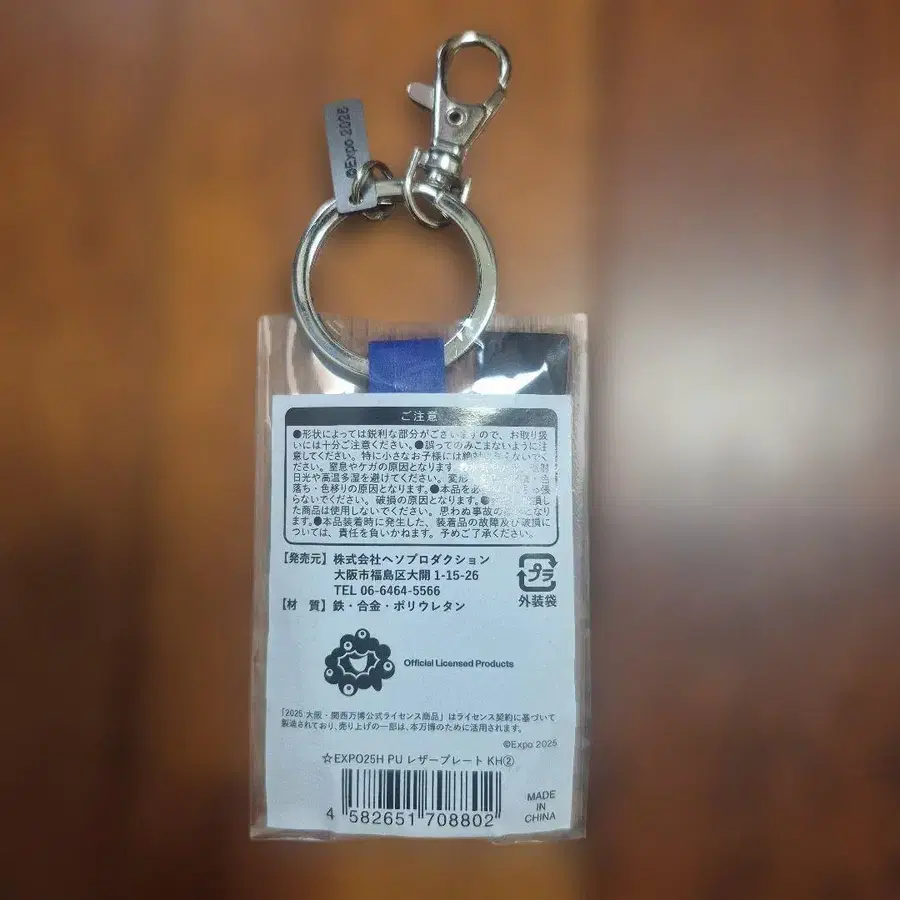 ©Expo 2025
ご注意
●形状によっては鋭利な部分がございますので、お取り扱
いには十分ご注意ください。●誤ってのみこまないように注
意してください。特に小さなお子様には絶対に
ださい。窒息やケガの原因となります。
日光や高温多湿を避けてください。変形
落ち・色移りの原因となります。●本品を
らないでください。破損の原因となります。
た商品は使用しないでください。思わぬ事故の
ます。●本品装着時に発生した、装着品の故障及び破損に
ついては、責任を負いかねます。予めご了承ください。
【発売元】株式会社ヘソプロダクション
大阪市福島区大開 1-15-26
TEL 06-6464-5566
【材　質】鉄・合金・ポリウレタン
プラ
外装袋
Official Licensed Products
「2025 大阪・関西万博公式ライセンス商品」はライセンス契約に基づいて
製造されており、売り上げの一部は、本万博のために活用されます。
©Expo 2025
☆EXPO25H PU レザープレート KH②
4 582651 708802
MADE
IN
CHINA